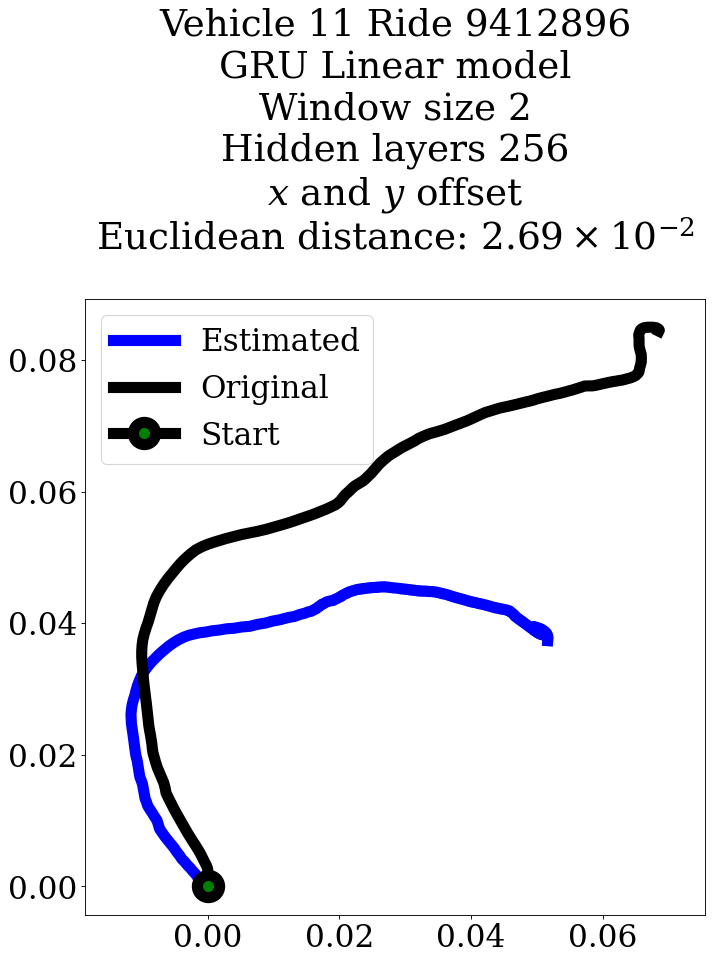 Vehicle 11 Ride 9412896
GRU Linear model
Window size 2
Hidden layers 256
x and y offset
Euclidean distance: 2.69 × 10⁻²
Estimated
Original
Start
0.08
0.06
0.04
0.02
0.00
0.00 0.02 0.04 0.06